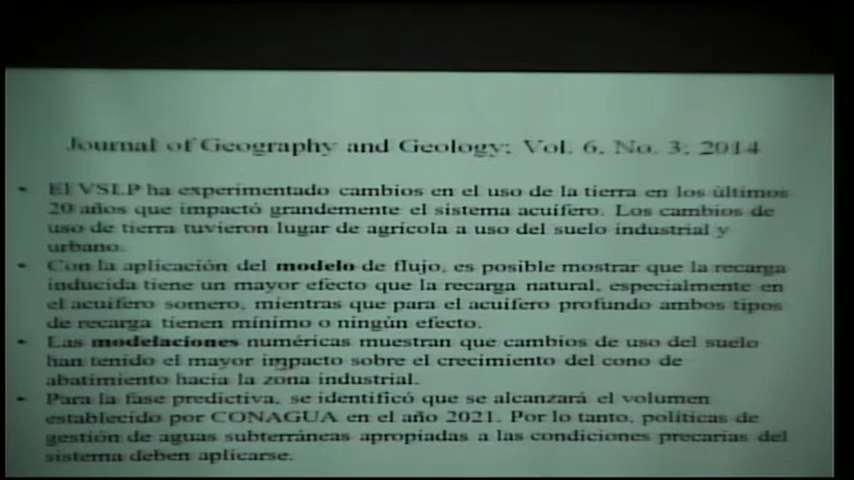 Journal of Geography and Geology; Vol. 6, No. 3; 2014
• El VSLP ha experimentado cambios en el uso de la tierra en los últimos
20 años que impactó grandemente el sistema acuífero. Los cambios de
uso de tierra tuvieron lugar de agrícola a uso del suelo industrial y
urbano.
• Con la aplicación del modelo de flujo, es posible mostrar que la recarga
inducida tiene un mayor efecto que la recarga natural, especialmente en
el acuífero somero, mientras que para el acuífero profundo ambos tipos
de recarga tienen mínimo o ningún efecto.
• Las modelaciones numéricas muestran que cambios de uso del suelo
han tenido el mayor impacto sobre el crecimiento del cono de
abatimiento hacia la zona industrial.
• Para la fase predictiva, se identificó que se alcanzará el volumen
establecido por CONAGUA en el año 2021. Por lo tanto, políticas de
gestión de aguas subterráneas apropiadas a las condiciones precarias del
sistema deben aplicarse.